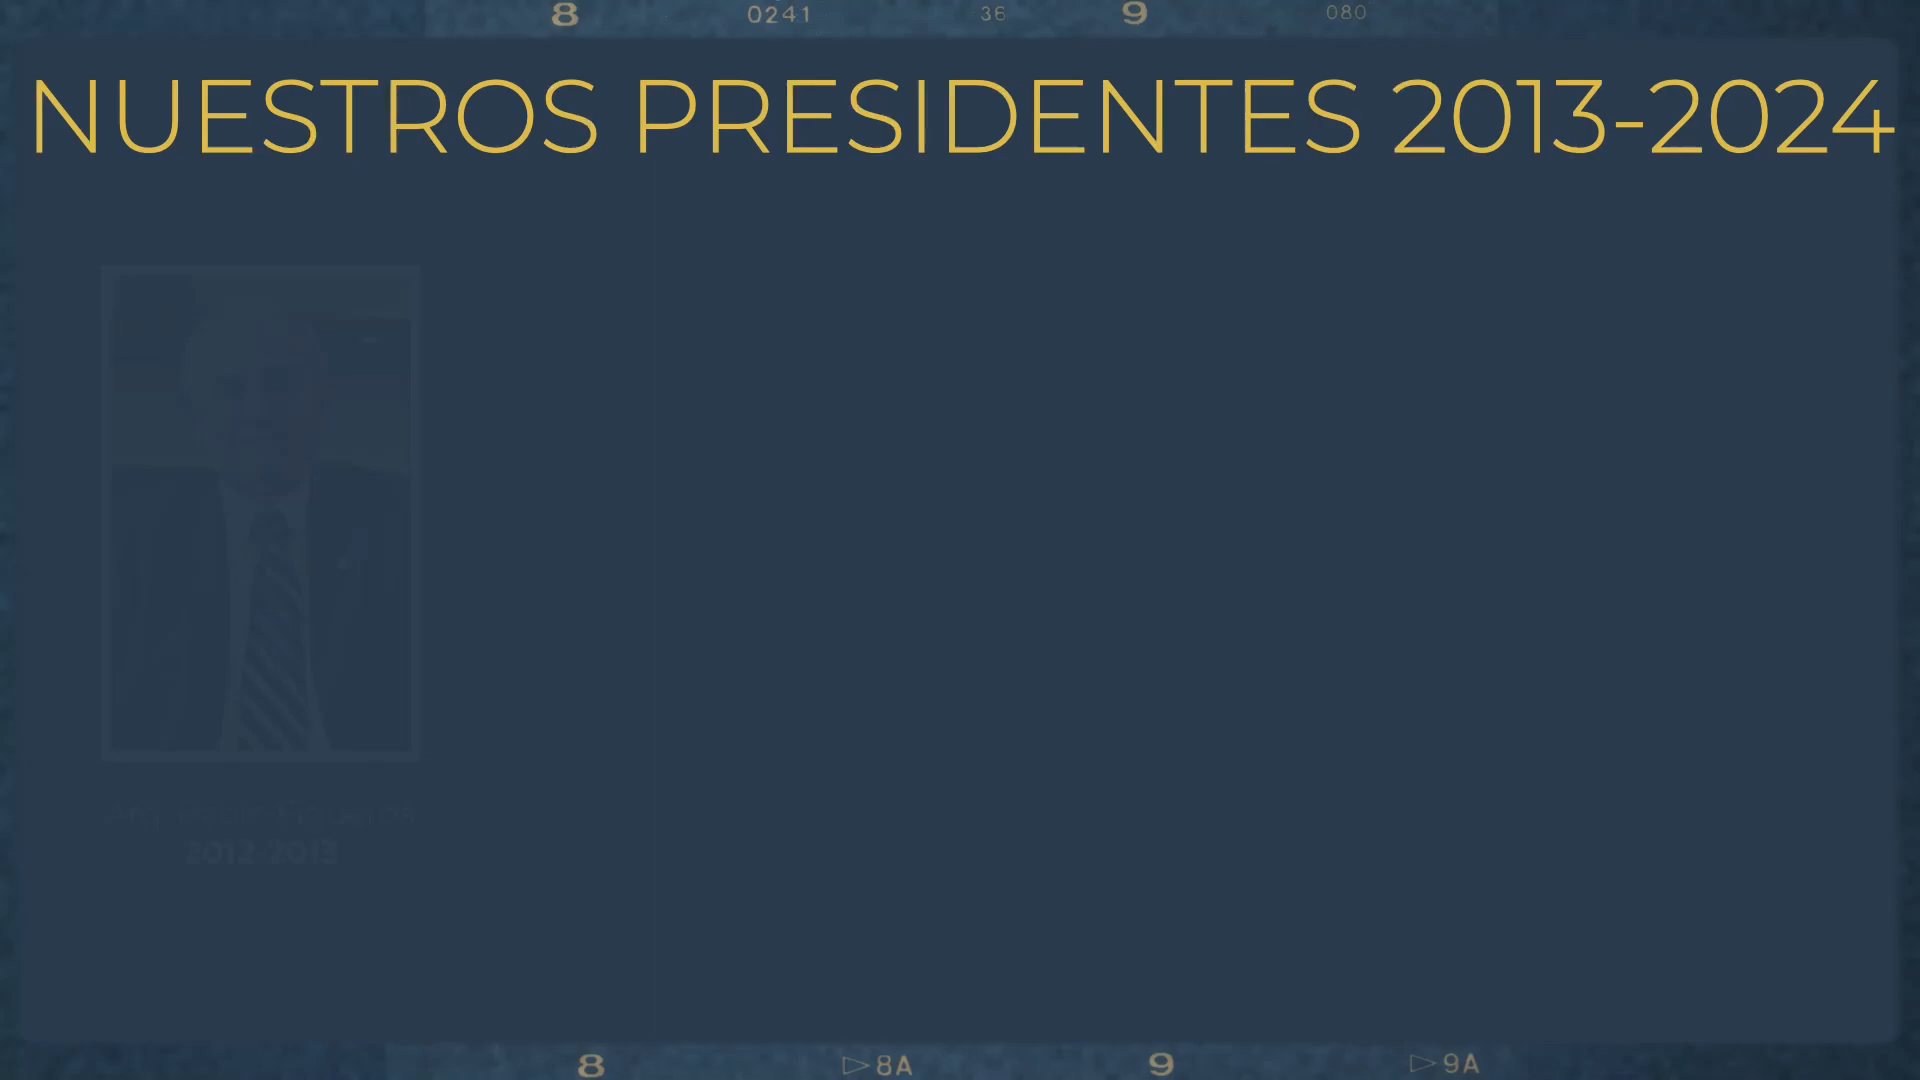 8 0241 36 9 080
NUESTROS PRESIDENTES 2013-2024
2012-2013
8 ▷8A 9 ▷9A